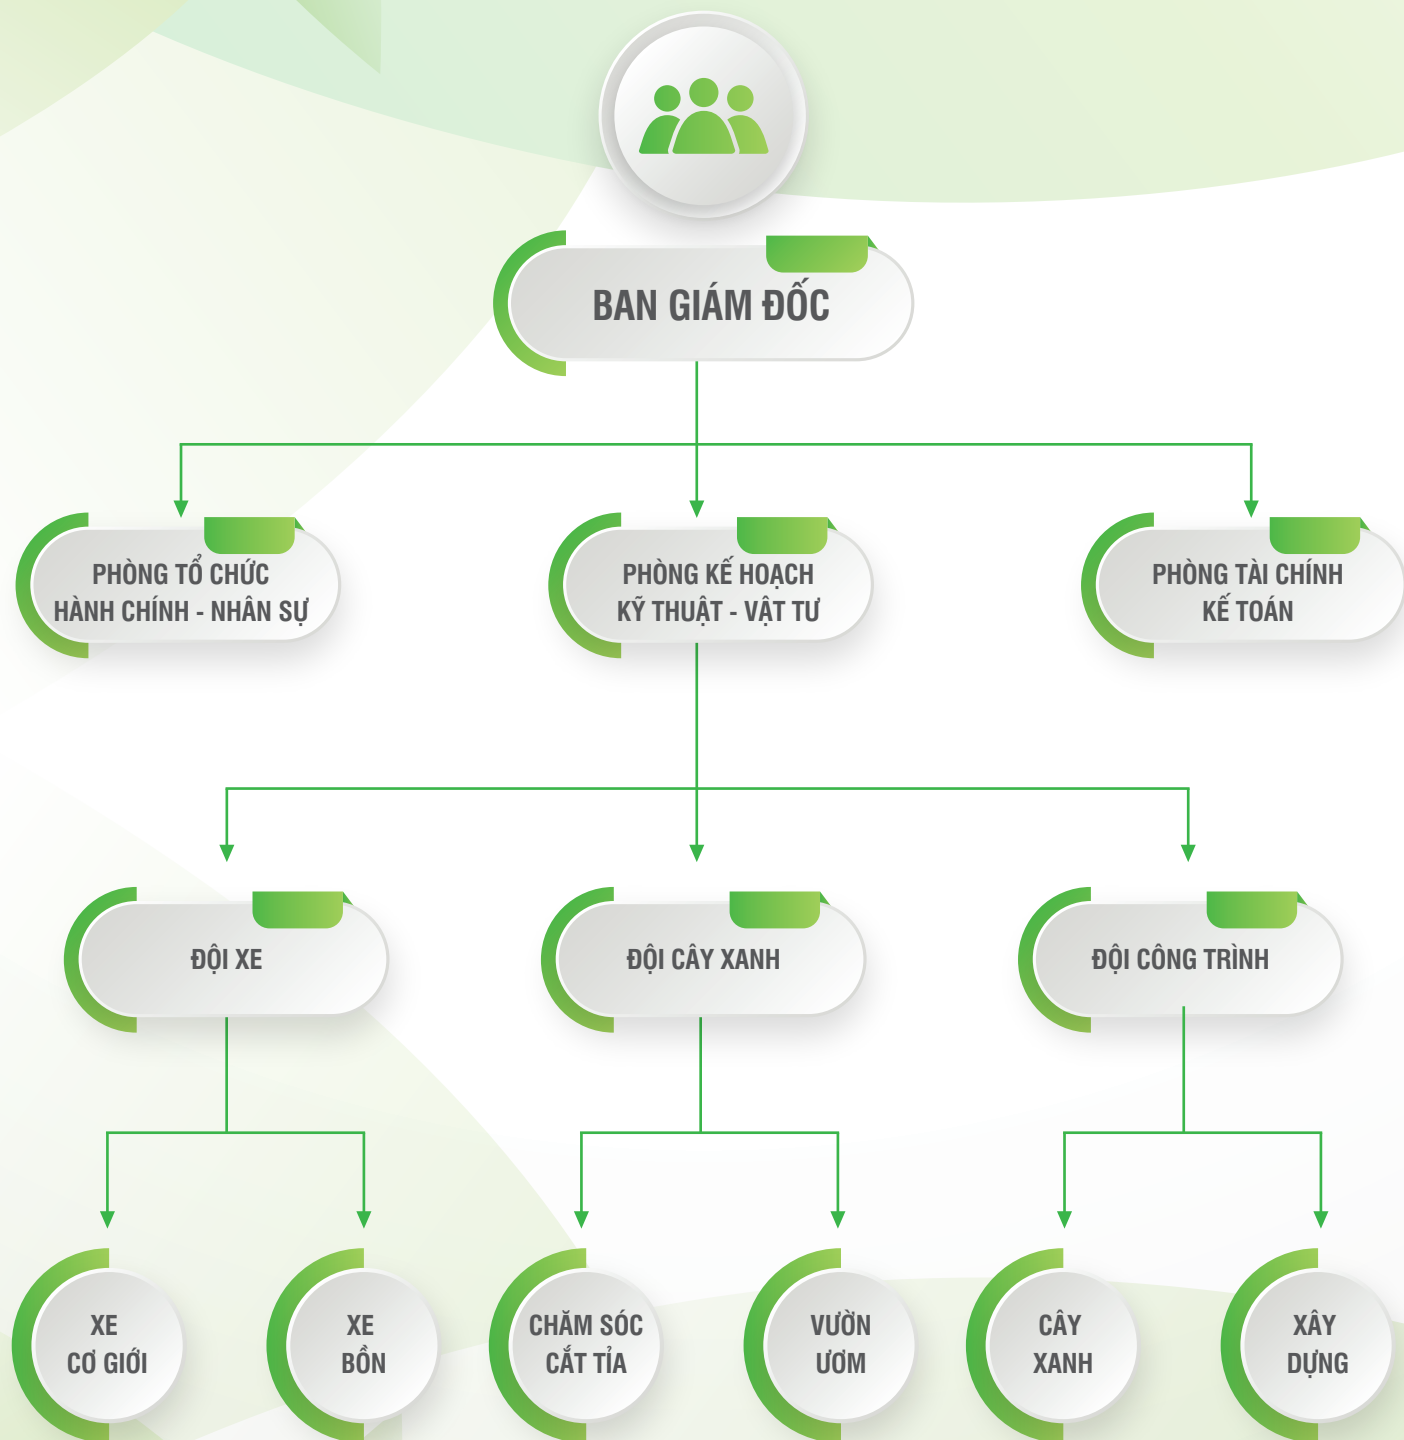 BAN GIÁM ĐỐC
PHÒNG TỔ CHỨC
HÀNH CHÍNH - NHÂN SỰ
PHÒNG KẾ HOẠCH
KỸ THUẬT - VẬT TƯ
PHÒNG TÀI CHÍNH
KẾ TOÁN
ĐỘI XE
ĐỘI CÂY XANH
ĐỘI CÔNG TRÌNH
XE
CƠ GIỚI
XE
BỒN
CHĂM SÓC
CẮT TỈA
VƯỜN
ƯƠM
CÂY
XANH
XÂY
DỰNG